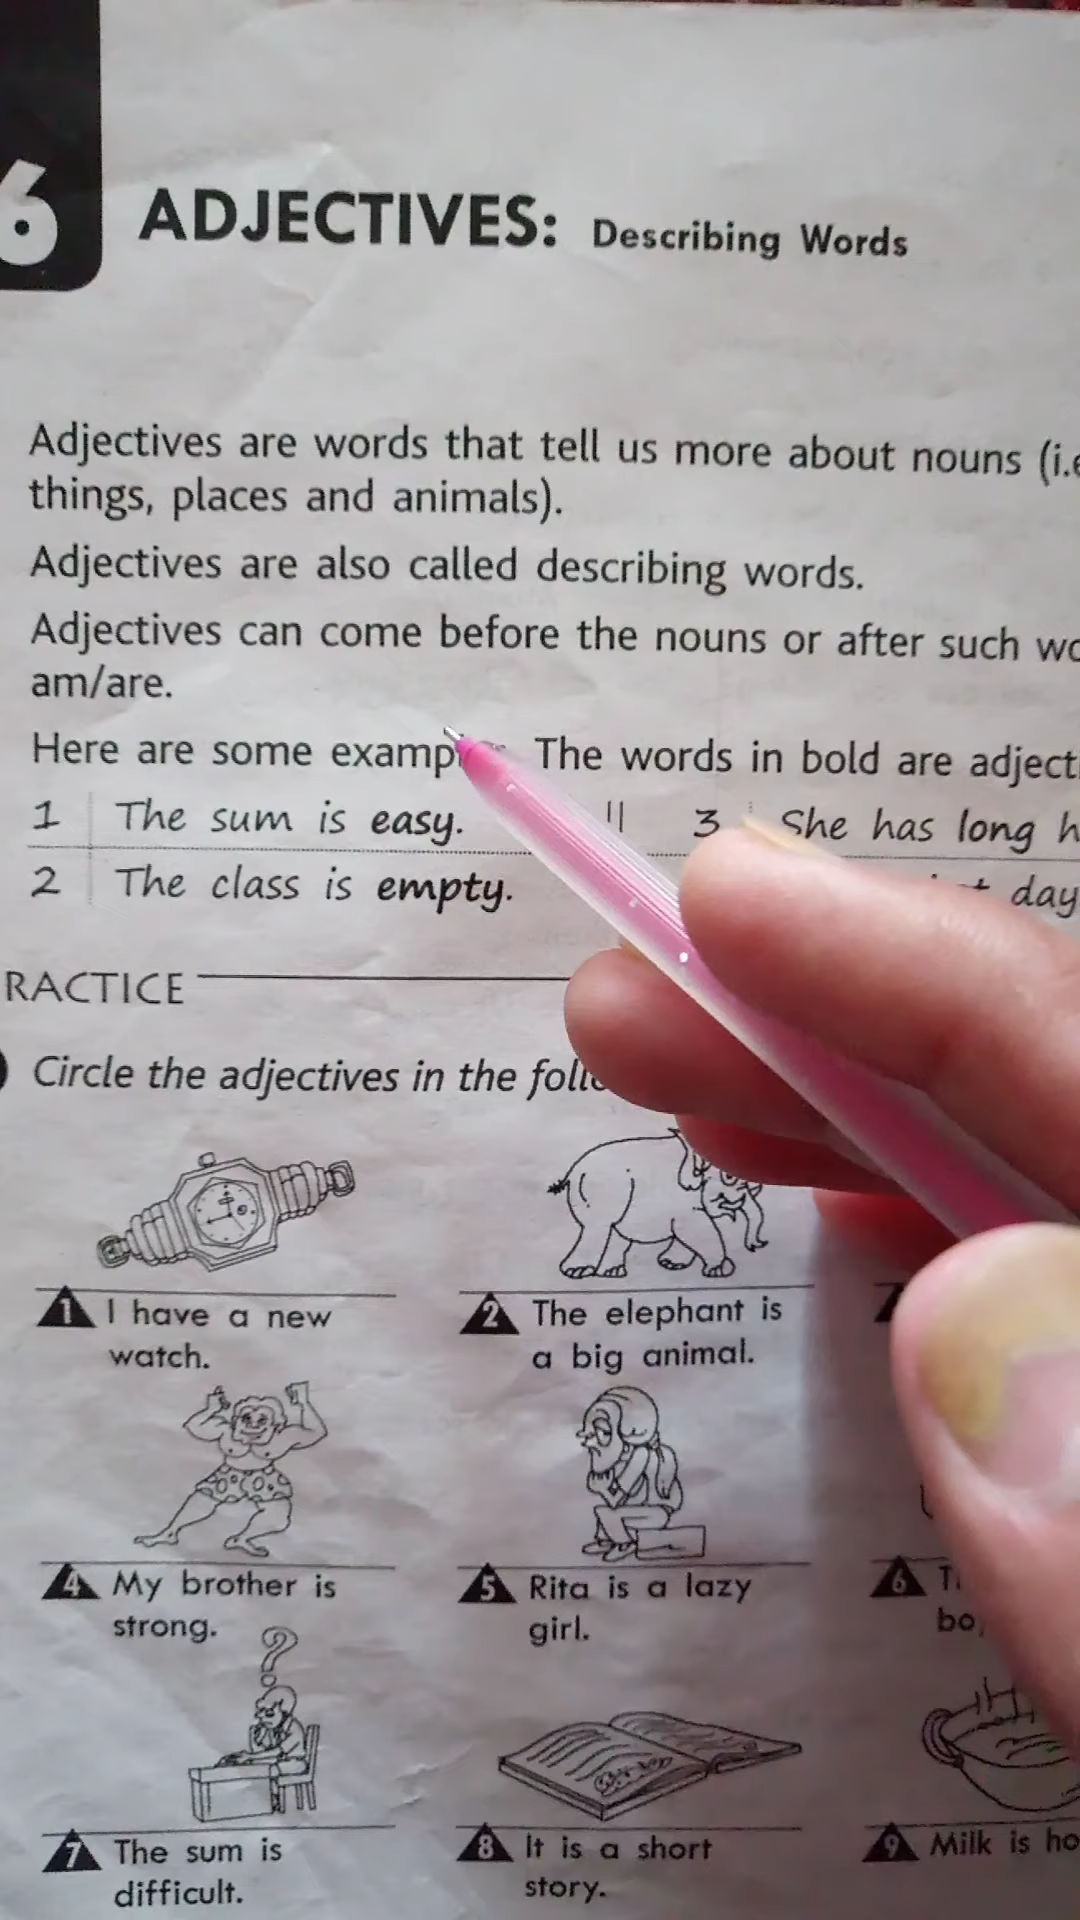 6
ADJECTIVES: Describing Words
Adjectives are words that tell us more about nouns (i.e
things, places and animals).
Adjectives are also called describing words.
Adjectives can come before the nouns or after such
am/are.
Here are some The words in bold are
1 The sum is easy. || 3 She has long
2 The class is empty. day
RACTICE
Circle the adjectives in the
1 I have a new
watch.
2 The elephant is
a big animal.
4 My brother is
strong.
5 Rita is a lazy
girl.
6
7 The sum is
difficult.
8 It is a short
story.
9 Milk is